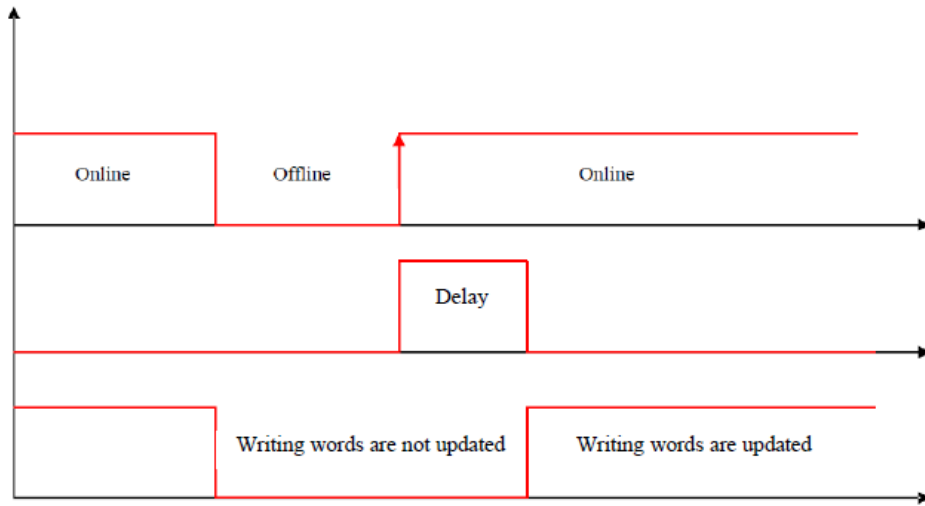 Online
Offline
Online
Delay
Writing words are not updated
Writing words are updated